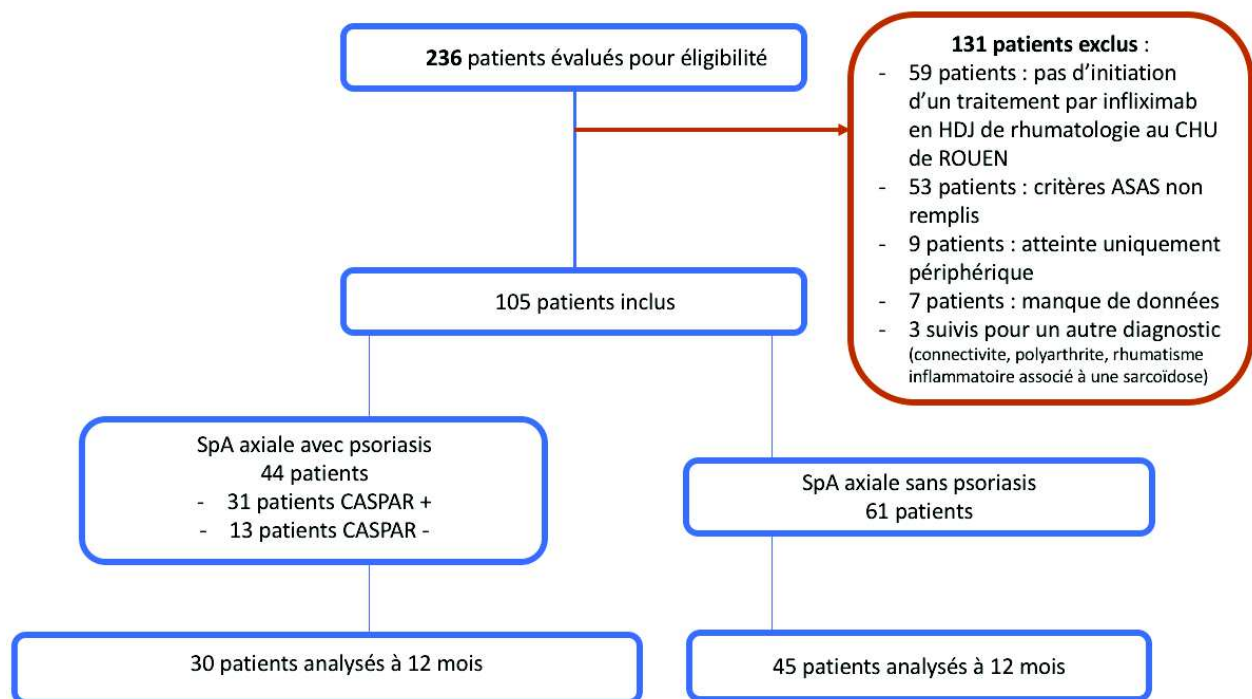 236 patients évalués pour éligibilité
131 patients exclus :
- 59 patients : pas d'initiation
d'un traitement par infliximab
en HDJ de rhumatologie au CHU
de ROUEN
- 53 patients : critères ASAS non
remplis
- 9 patients : atteinte uniquement
périphérique
- 7 patients : manque de données
- 3 suivis pour un autre diagnostic
(connectivite, polyarthrite, rhumatisme
inflammatoire associé à une sarcoïdose)
105 patients inclus
SpA axiale avec psoriasis
44 patients
- 31 patients CASPAR +
- 13 patients CASPAR -
SpA axiale sans psoriasis
61 patients
30 patients analysés à 12 mois
45 patients analysés à 12 mois